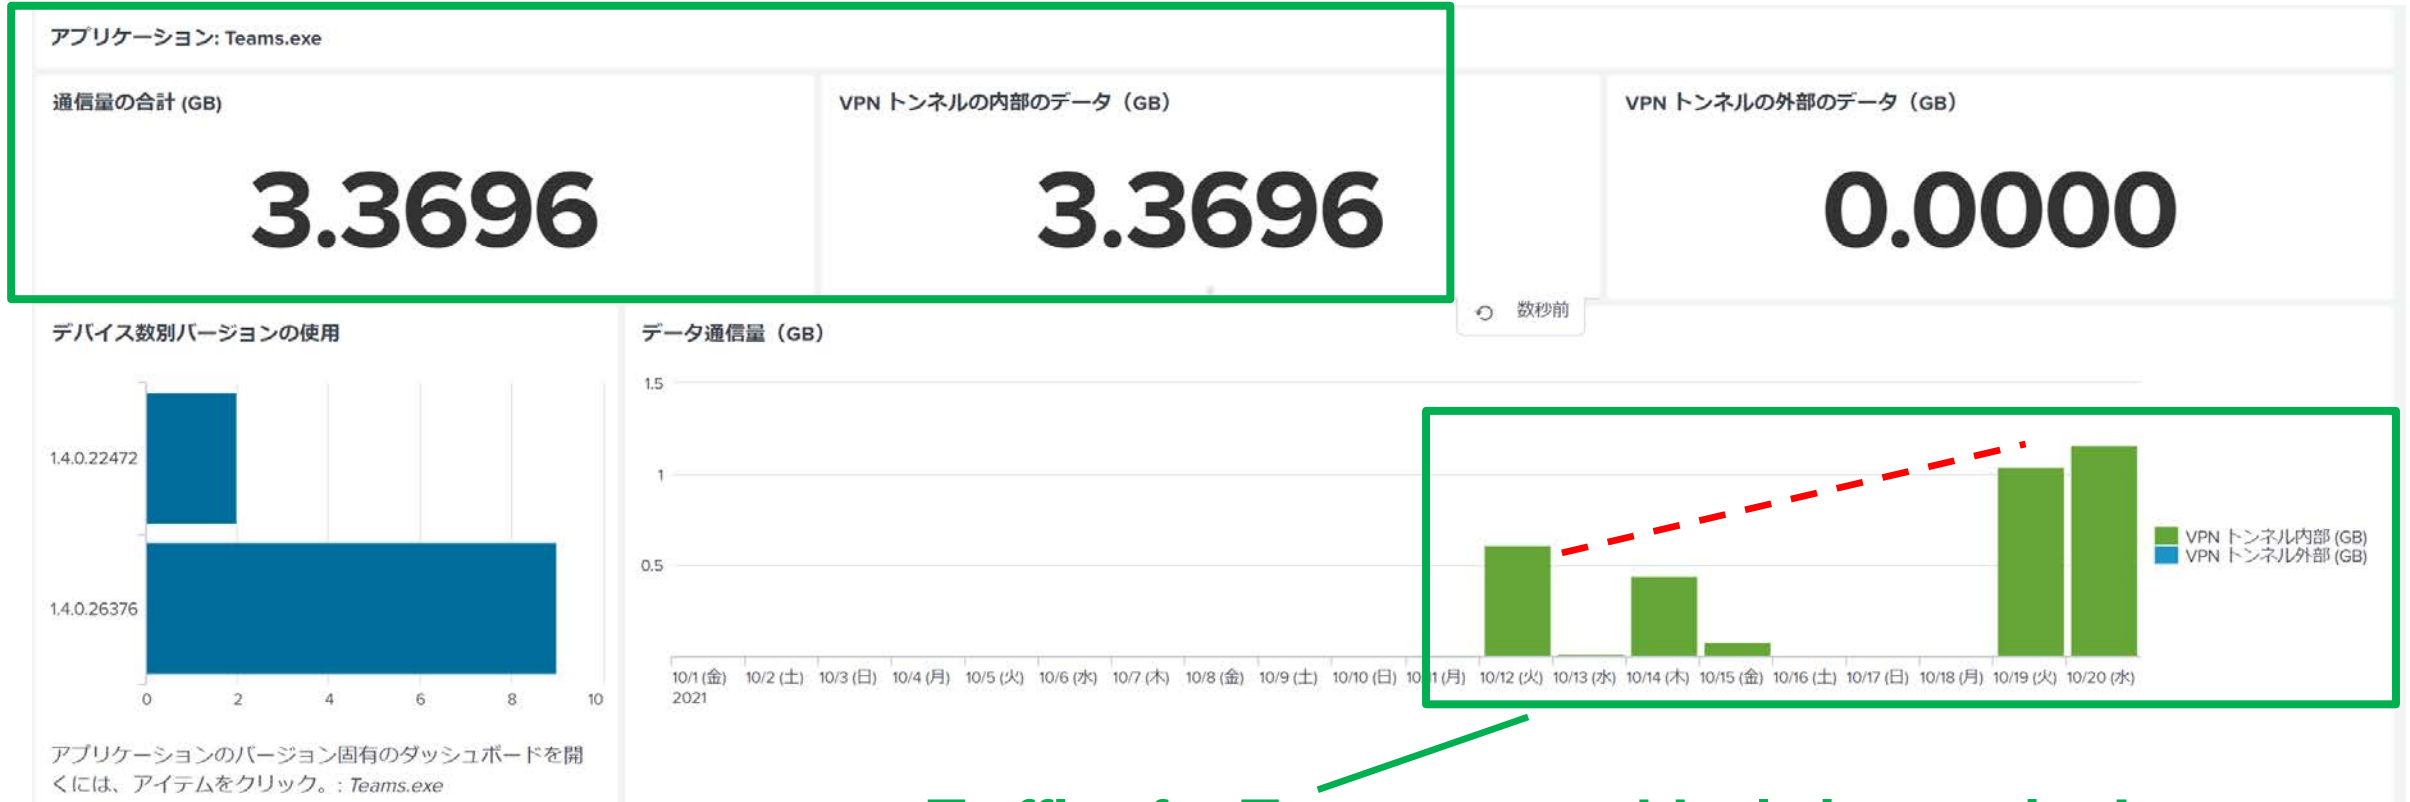 アプリケーション: Teams.exe
通信量の合計 (GB)
VPN トンネルの内部のデータ（GB）
VPN トンネルの外部のデータ（GB）
3.3696
3.3696
0.0000
数秒前
デバイス数別バージョンの使用
データ通信量（GB）
1.4.0.22472
1.4.0.26376
0 2 4 6 8 10
アプリケーションのバージョン固有のダッシュボードを開
くには、アイテムをクリック。: Teams.exe
1.5
1
0.5
VPN トンネル内部 (GB)
VPN トンネル外部 (GB)
10/1 (金) 10/2 (土) 10/3 (日) 10/4 (月) 10/5 (火) 10/6 (水) 10/7 (木) 10/8 (金) 10/9 (土) 10/10 (日) 10/11 (月) 10/12 (火) 10/13 (水) 10/14 (木) 10/15 (金) 10/16 (土) 10/17 (日) 10/18 (月) 10/19 (火) 10/20 (水)
2021